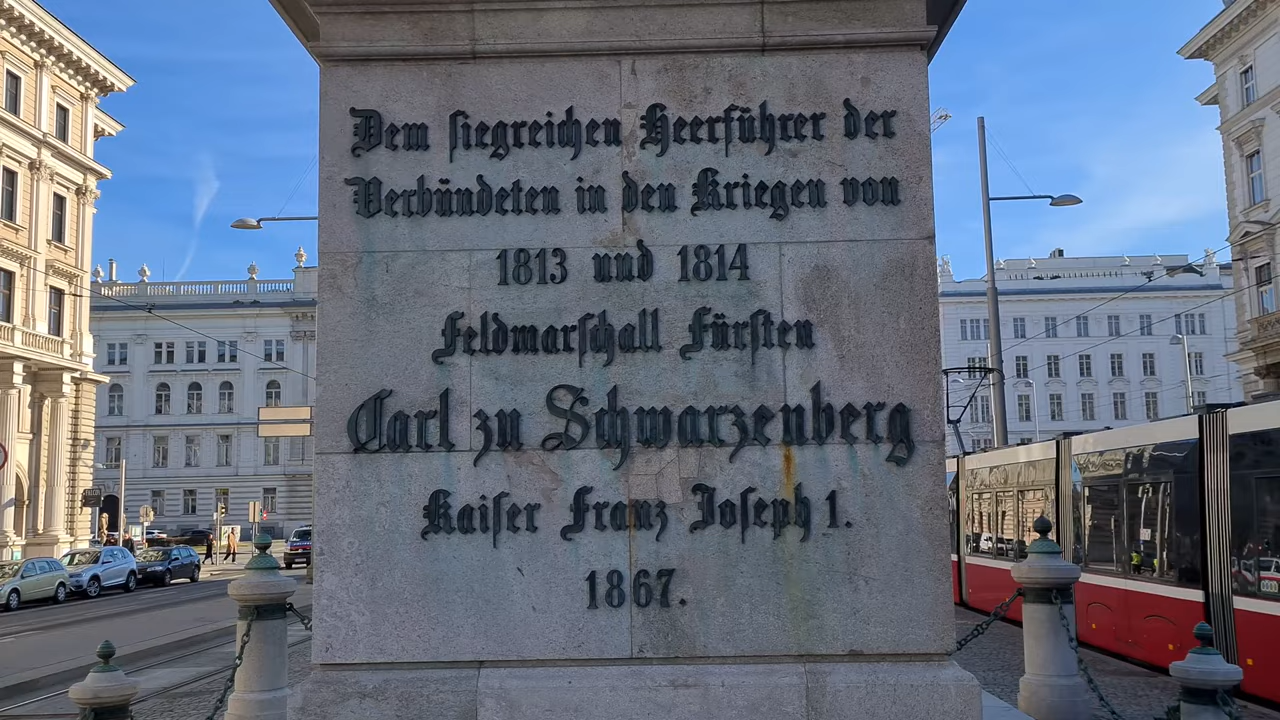 Dem siegreichen Heerführer der
Verbündeten in den Kriegen von
1813 und 1814
Feldmarschall Fürsten
Carl zu Schwarzenberg
Kaiser Franz Joseph 1.
1867.